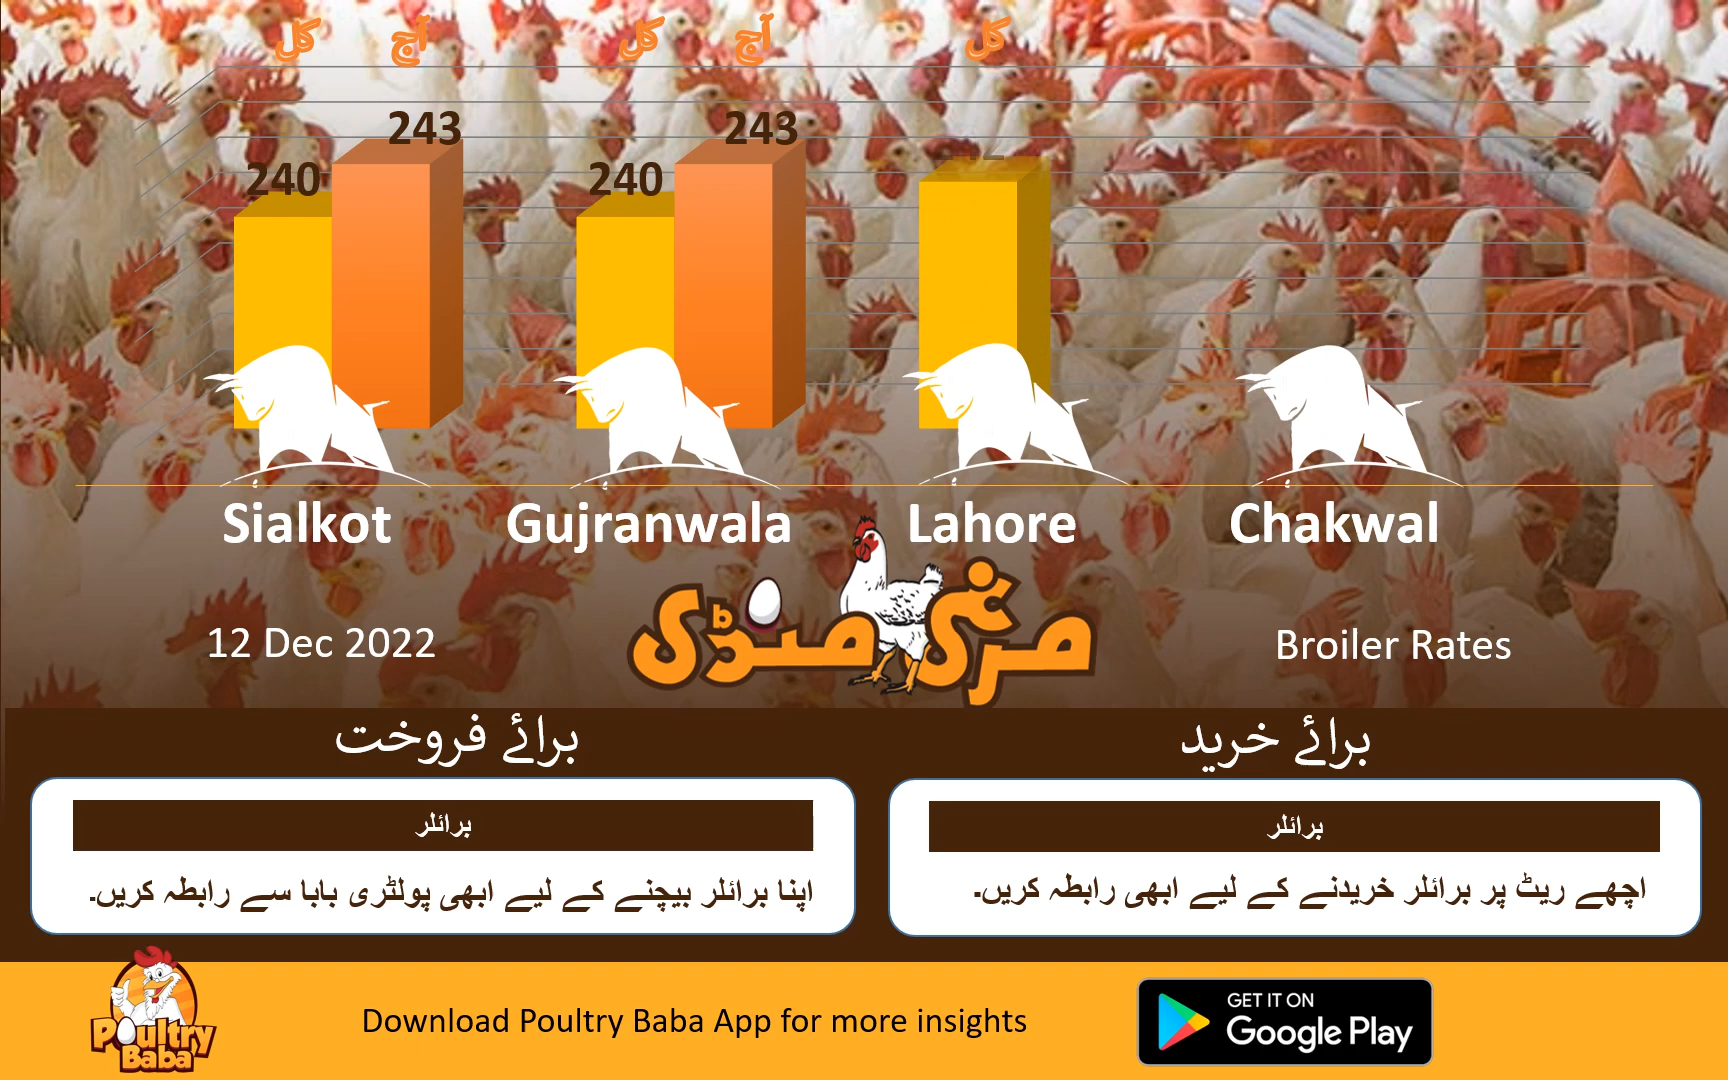 کل آج کل آج کل
243 243
240 240
Sialkot Gujranwala Lahore Chakwal
مرغی منڈی
12 Dec 2022 Broiler Rates
برائے فروخت
برائلر
اپنا برائلر بیچنے کے لیے ابھی پولٹری بابا سے رابطہ کریں۔
برائے خرید
برائلر
اچھے ریٹ پر برائلر خریدنے کے لیے ابھی رابطہ کریں۔
Poultry
Baba
Download Poultry Baba App for more insights
GET IT ON
Google Play